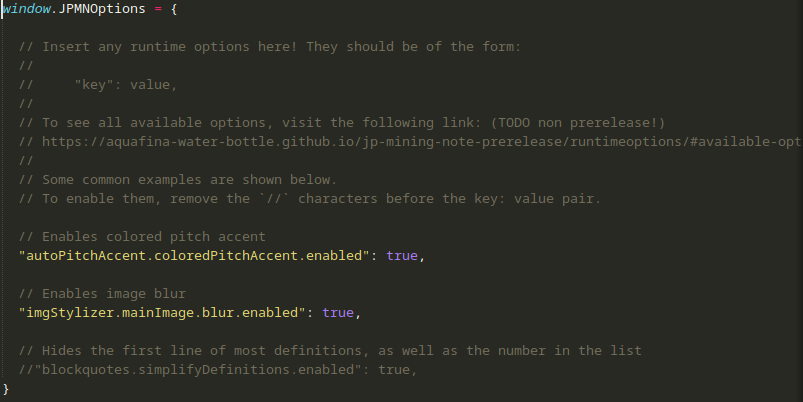 window.JPMNOptions = {
// Insert any runtime options here! They should be of the form:
//
//     "key": value,
//
// To see all available options, visit the following link: (TODO non prerelease!)
// https://aquafina-water-bottle.github.io/jp-mining-note-prerelease/runtimeoptions/#available-opt
//
// Some common examples are shown below.
// To enable them, remove the `//` characters before the key: value pair.
// Enables colored pitch accent
"autoPitchAccent.coloredPitchAccent.enabled": true,
// Enables image blur
"imgStylizer.mainImage.blur.enabled": true,
// Hides the first line of most definitions, as well as the number in the list
//"blockquotes.simplifyDefinitions.enabled": true,
}